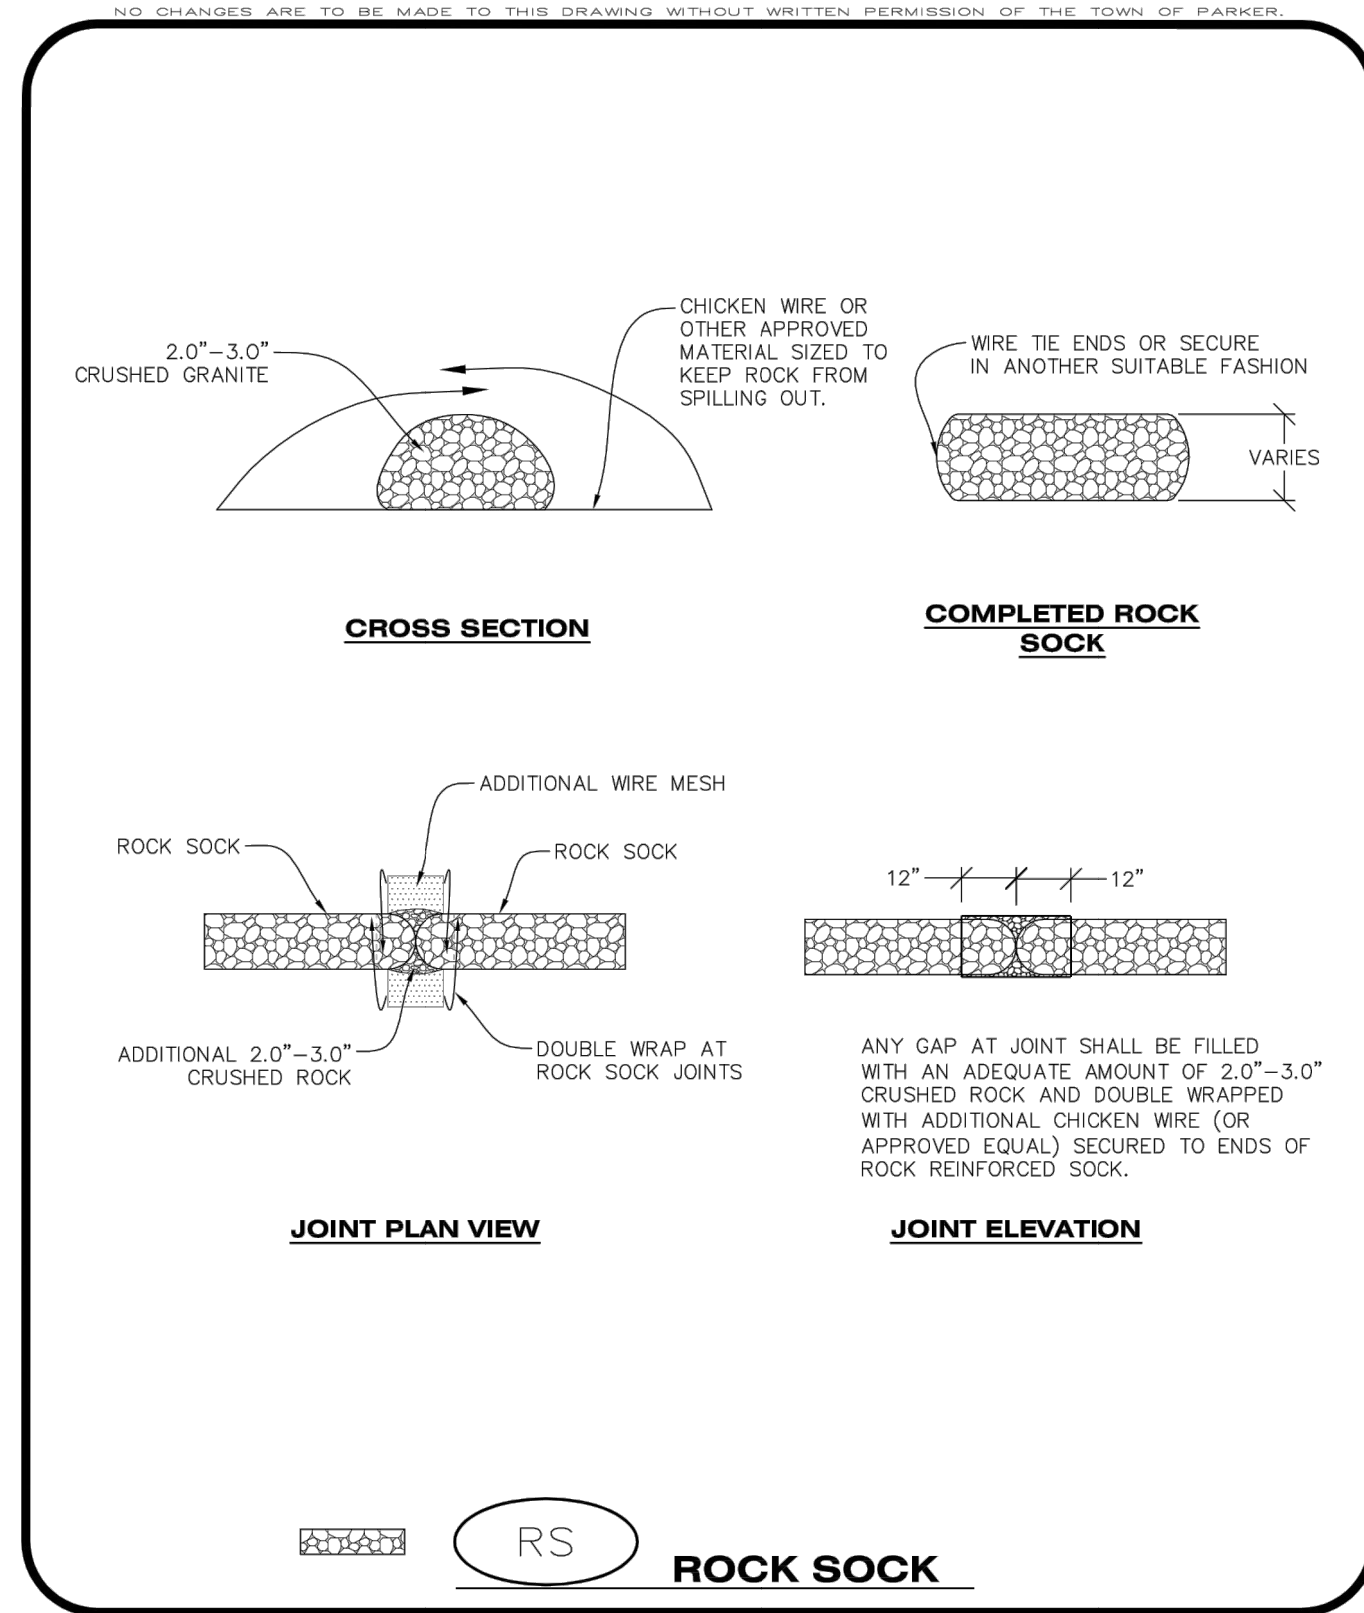 NO CHANGES ARE TO BE MADE TO THIS DRAWING WITHOUT WRITTEN PERMISSION OF THE TOWN OF PARKER.
2.0”–3.0”
CRUSHED GRANITE
CHICKEN WIRE OR
OTHER APPROVED
MATERIAL SIZED TO
KEEP ROCK FROM
SPILLING OUT.
CROSS SECTION
WIRE TIE ENDS OR SECURE
IN ANOTHER SUITABLE FASHION
VARIES
COMPLETED ROCK
SOCK
ADDITIONAL WIRE MESH
ROCK SOCK
ROCK SOCK
ADDITIONAL 2.0”–3.0”
CRUSHED ROCK
DOUBLE WRAP AT
ROCK SOCK JOINTS
JOINT PLAN VIEW
12”
12”
ANY GAP AT JOINT SHALL BE FILLED
WITH AN ADEQUATE AMOUNT OF 2.0”–3.0”
CRUSHED ROCK AND DOUBLE WRAPPED
WITH ADDITIONAL CHICKEN WIRE (OR
APPROVED EQUAL) SECURED TO ENDS OF
ROCK REINFORCED SOCK.
JOINT ELEVATION
RS
ROCK SOCK